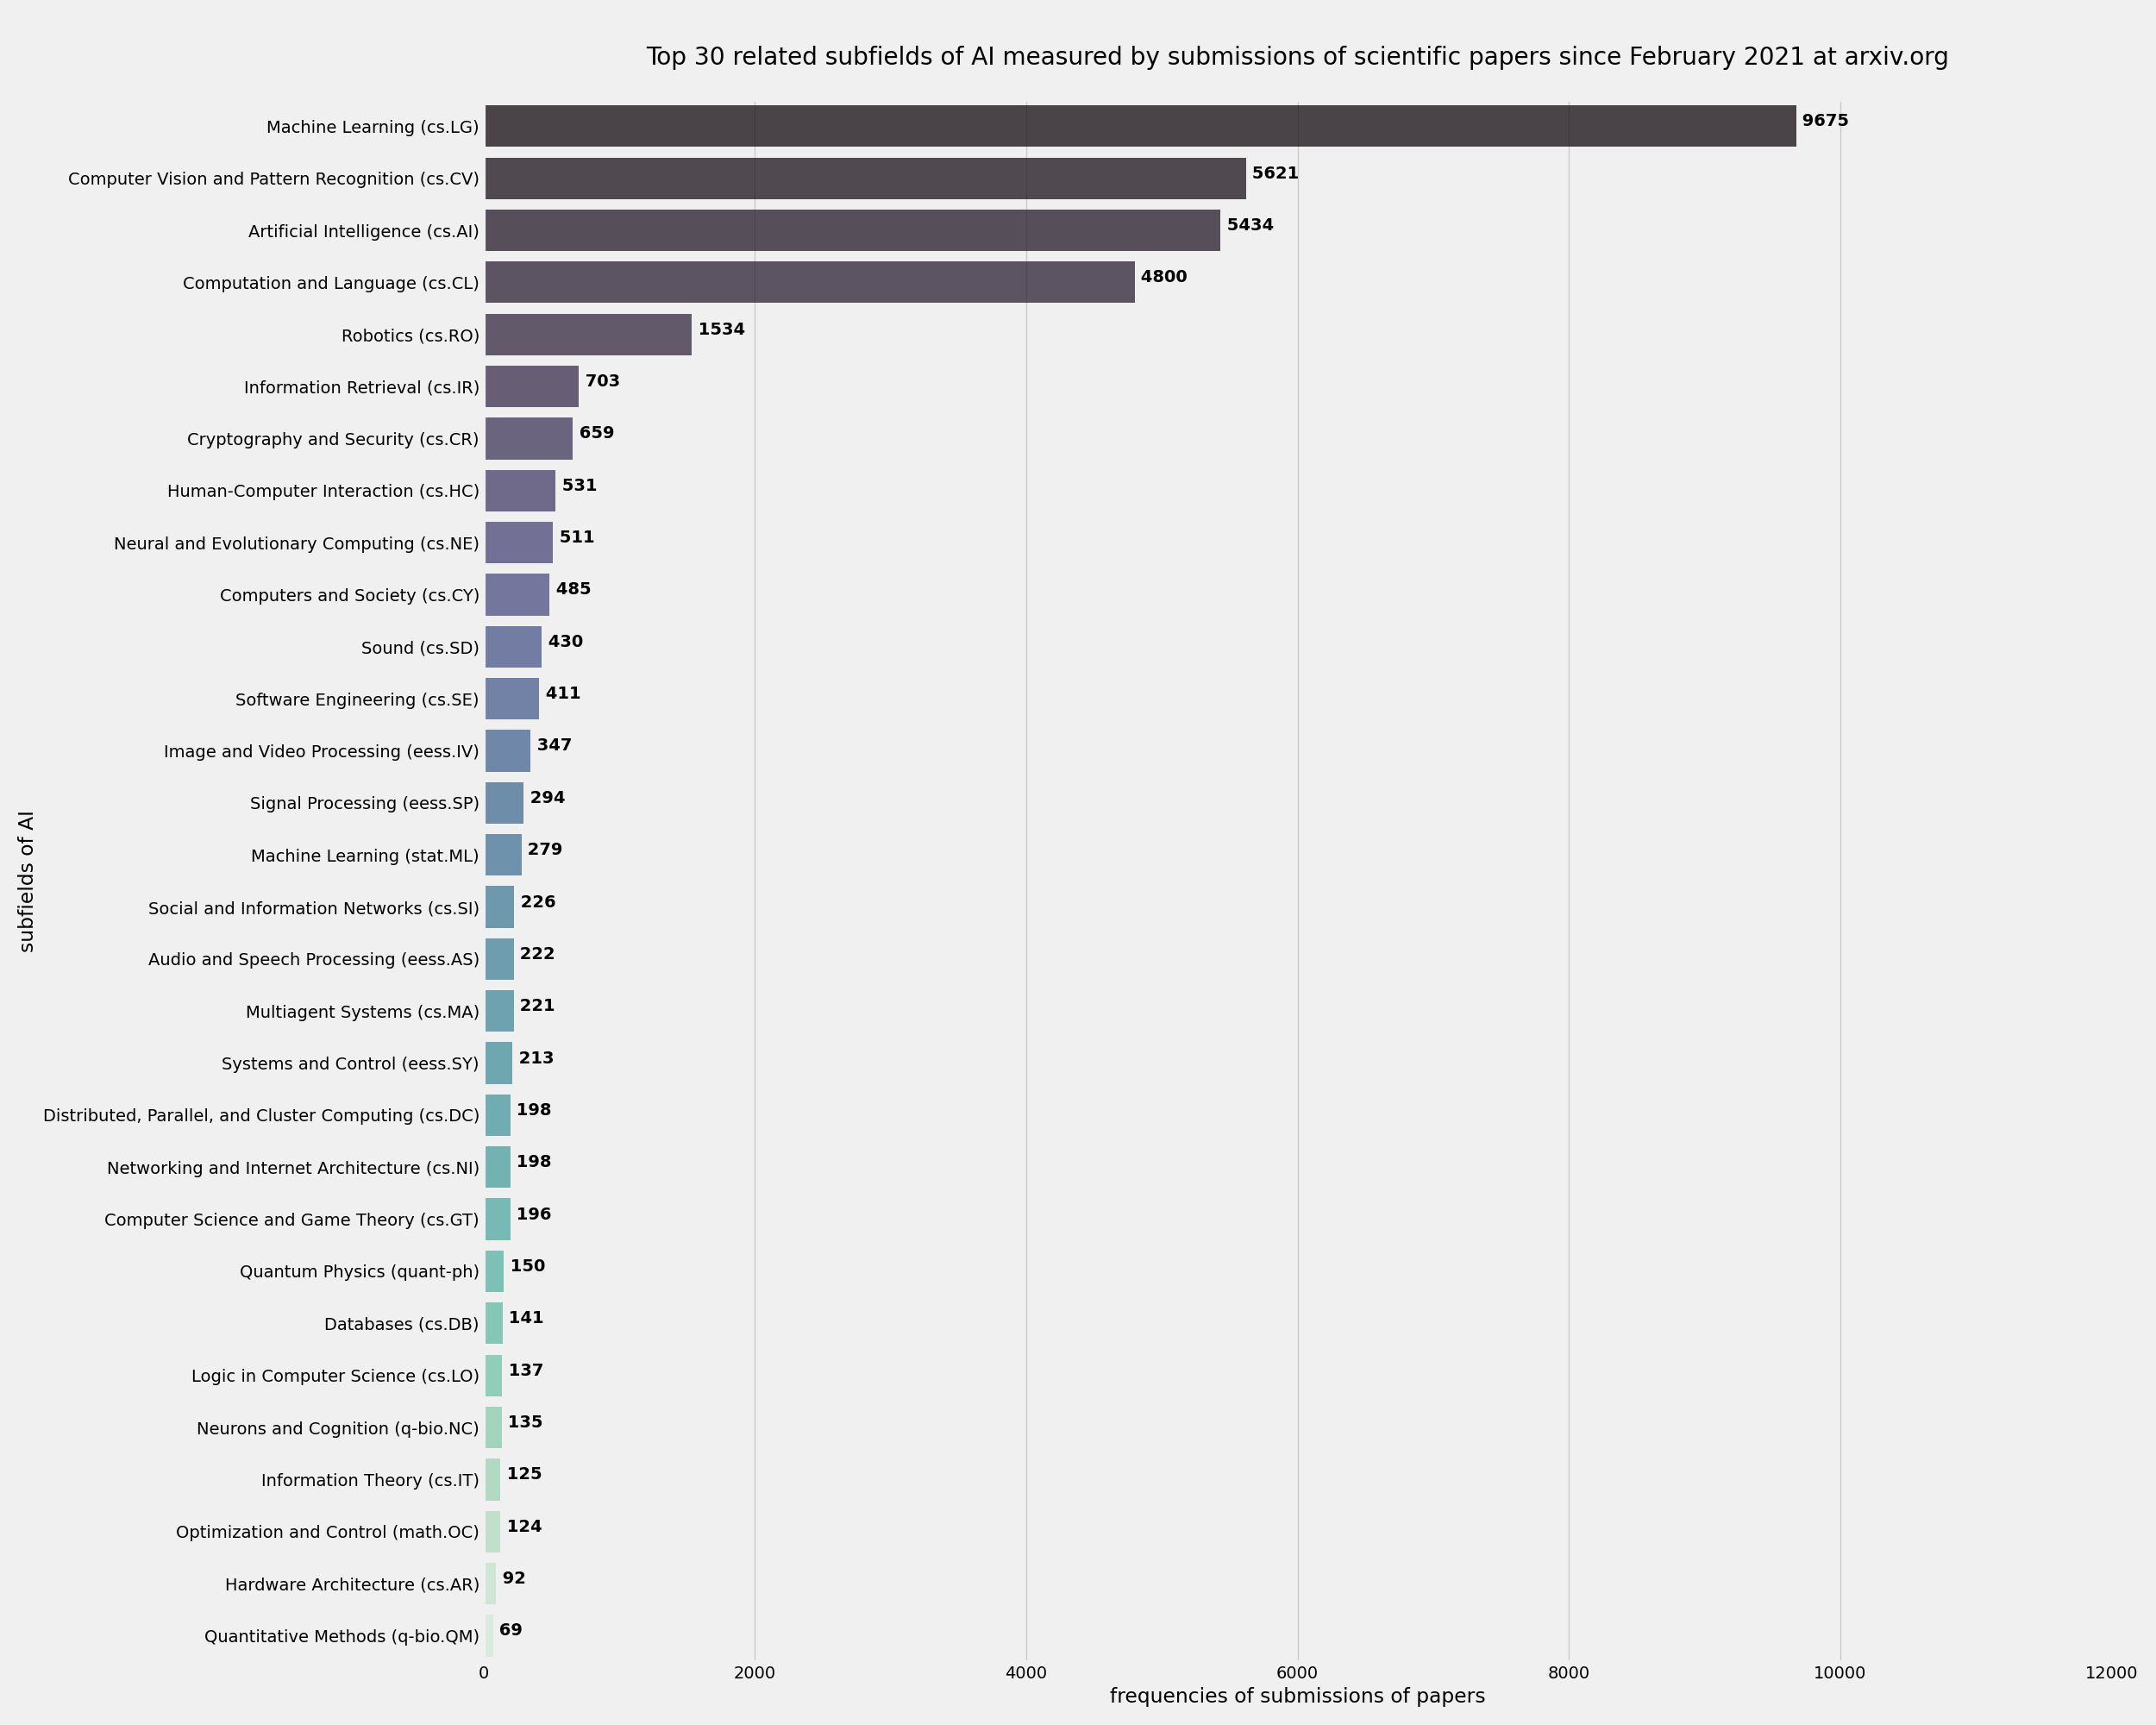 Top 30 related subfields of AI measured by submissions of scientific papers since February 2021 at arxiv.org
Machine Learning (cs.LG) 9675
Computer Vision and Pattern Recognition (cs.CV) 5621
Artificial Intelligence (cs.AI) 5434
Computation and Language (cs.CL) 4800
Robotics (cs.RO) 1534
Information Retrieval (cs.IR) 703
Cryptography and Security (cs.CR) 659
Human-Computer Interaction (cs.HC) 531
Neural and Evolutionary Computing (cs.NE) 511
Computers and Society (cs.CY) 485
Sound (cs.SD) 430
Software Engineering (cs.SE) 411
Image and Video Processing (eess.IV) 347
Signal Processing (eess.SP) 294
Machine Learning (stat.ML) 279
Social and Information Networks (cs.SI) 226
Audio and Speech Processing (eess.AS) 222
Multiagent Systems (cs.MA) 221
Systems and Control (eess.SY) 213
Distributed, Parallel, and Cluster Computing (cs.DC) 198
Networking and Internet Architecture (cs.NI) 198
Computer Science and Game Theory (cs.GT) 196
Quantum Physics (quant-ph) 150
Databases (cs.DB) 141
Logic in Computer Science (cs.LO) 137
Neurons and Cognition (q-bio.NC) 135
Information Theory (cs.IT) 125
Optimization and Control (math.OC) 124
Hardware Architecture (cs.AR) 92
Quantitative Methods (q-bio.QM) 69
subfields of AI
0 2000 4000 6000 8000 10000 12000
frequencies of submissions of papers